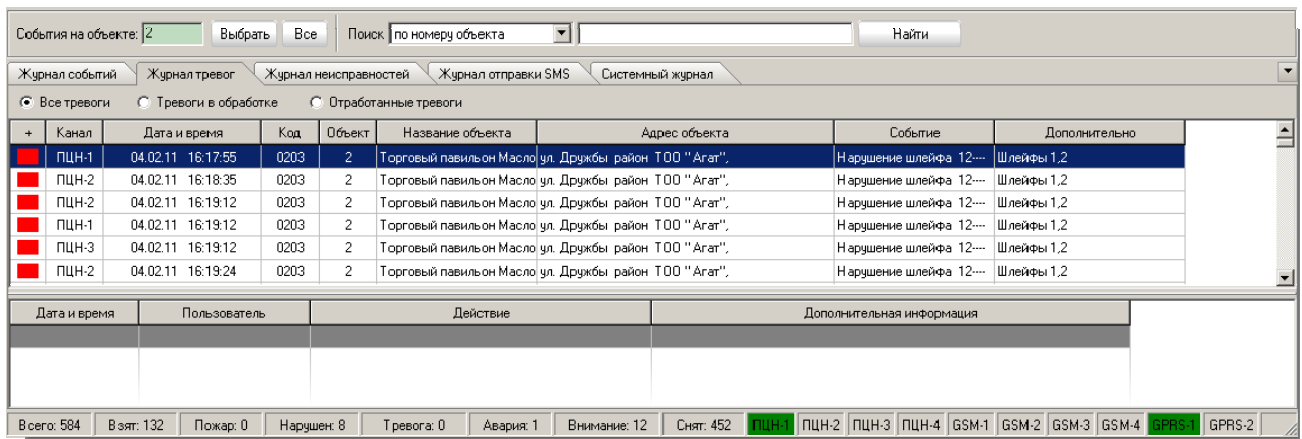 События на объекте: 2 Выбрать Все Поиск по номеру объекта Найти
Журнал событий Журнал тревог Журнал неисправностей Журнал отправки SMS Системный журнал
Все тревоги Тревоги в обработке Отработанные тревоги
+ Канал Дата и время Код Объект Название объекта Адрес объекта Событие Дополнительно
ПЦН-1 04.02.11 16:17:55 0203 2 Торговый павильон Масло ул. Дружбы район ТОО "Агат", Нарушение шлейфа 12---- Шлейфы 1,2
ПЦН-2 04.02.11 16:18:35 0203 2 Торговый павильон Масло ул. Дружбы район ТОО "Агат", Нарушение шлейфа 12---- Шлейфы 1,2
ПЦН-2 04.02.11 16:19:12 0203 2 Торговый павильон Масло ул. Дружбы район ТОО "Агат", Нарушение шлейфа 12---- Шлейфы 1,2
ПЦН-1 04.02.11 16:19:12 0203 2 Торговый павильон Масло ул. Дружбы район ТОО "Агат", Нарушение шлейфа 12---- Шлейфы 1,2
ПЦН-3 04.02.11 16:19:12 0203 2 Торговый павильон Масло ул. Дружбы район ТОО "Агат", Нарушение шлейфа 12---- Шлейфы 1,2
ПЦН-2 04.02.11 16:19:24 0203 2 Торговый павильон Масло ул. Дружбы район ТОО "Агат", Нарушение шлейфа 12---- Шлейфы 1,2
Дата и время Пользователь Действие Дополнительная информация
Всего: 584 Взят: 132 Пожар: 0 Нарушен: 8 Тревога: 0 Авария: 1 Внимание: 12 Снят: 452 ПЦН-1 ПЦН-2 ПЦН-3 ПЦН-4 GSM-1 GSM-2 GSM-3 GSM-4 GPRS-1 GPRS-2